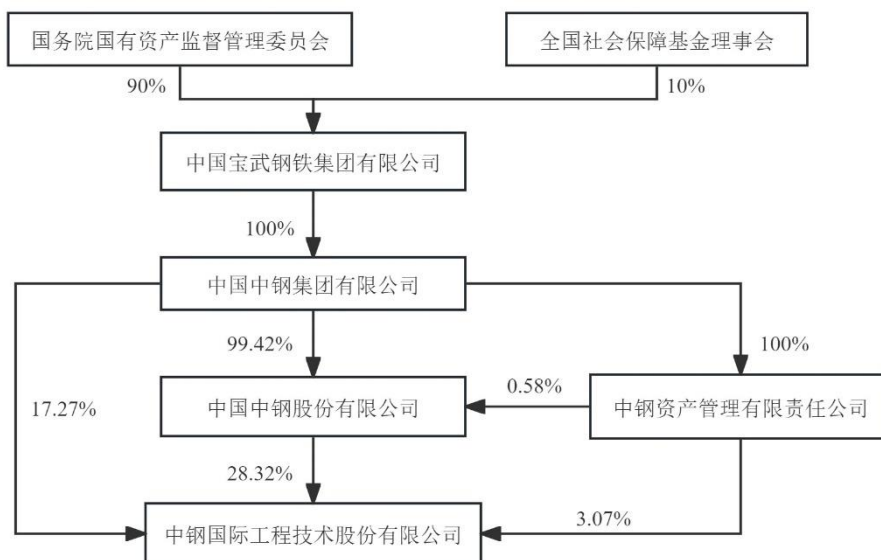 国务院国有资产监督管理委员会
全国社会保障基金理事会
90%
10%
中国宝武钢铁集团有限公司
100%
中国中钢集团有限公司
99.42%
100%
0.58%
17.27%
中国中钢股份有限公司
中钢资产管理有限责任公司
28.32%
3.07%
中钢国际工程技术股份有限公司